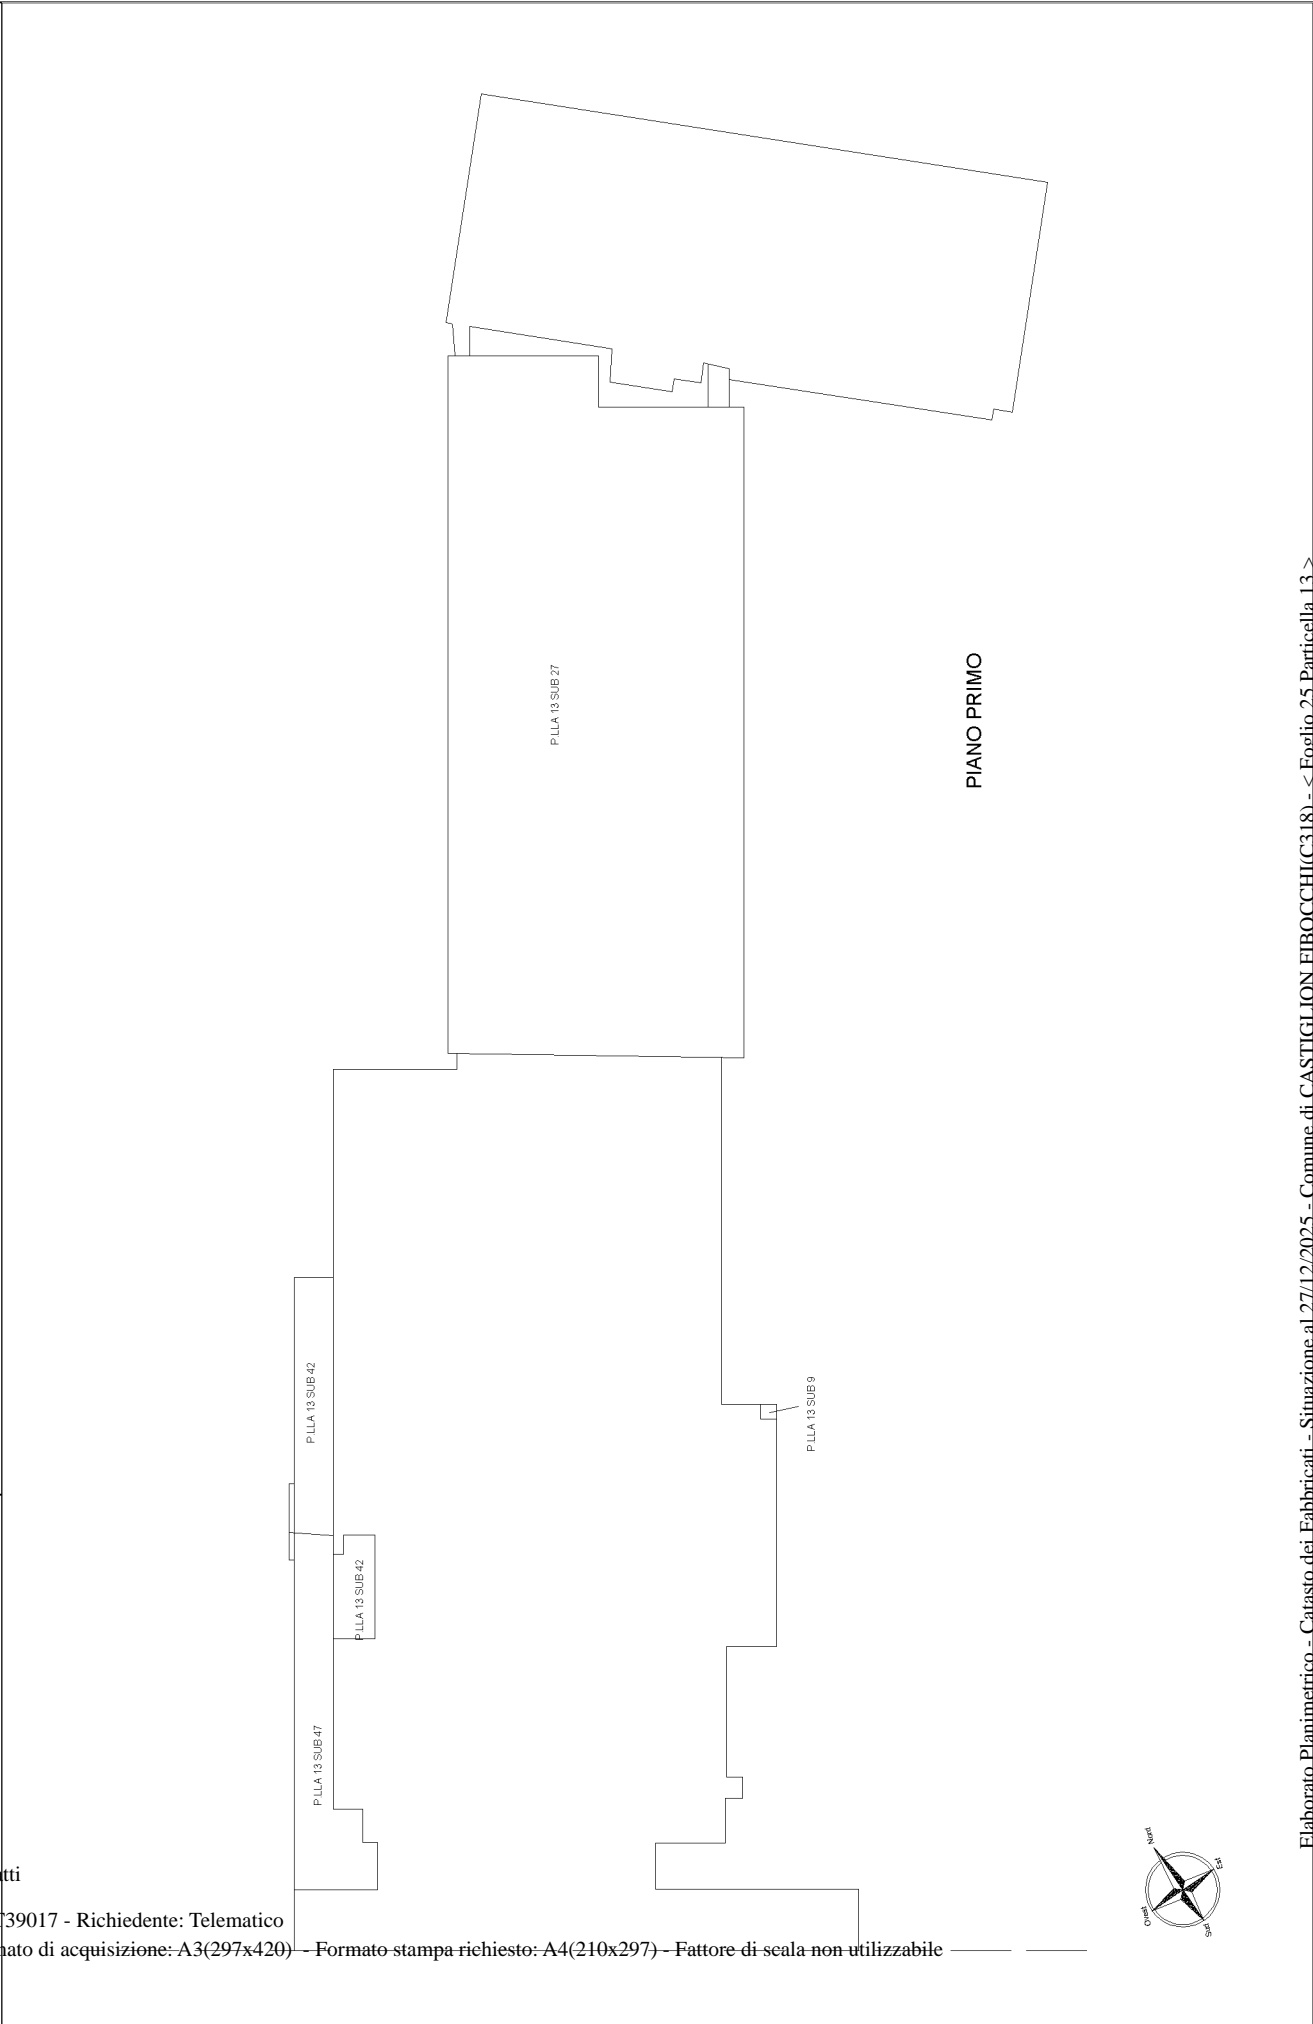 P.LLA 13 SUB 27
PIANO PRIMO
P.LLA 13 SUB 42
P.LLA 13 SUB 9
P.LLA 13 SUB 42
P.LLA 13 SUB 47
Nord
Est
Ovest
Sud
Elaborato Planimetrico - Catasto dei Fabbricati - Situazione al 27/12/2025 - Comune di CASTIGLION FIBOCCHI(C318) - < Foglio 25 Particella 13 >
tti
T39017 - Richiedente: Telematico
nato di acquisizione: A3(297x420) - Formato stampa richiesto: A4(210x297) - Fattore di scala non utilizzabile